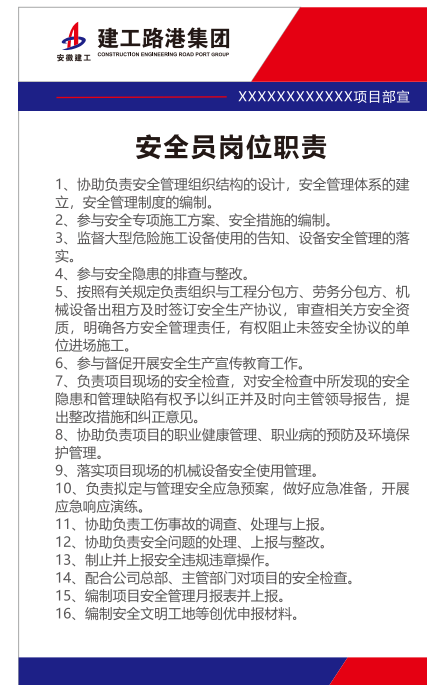 建工路港集团
CONSTRUCTION ENGINEERING ROAD PORT GROUP
安徽建工
XXXXXXXXXXXX项目部宣
安全员岗位职责
1、协助负责安全管理组织结构的设计，安全管理体系的建
立，安全管理制度的编制。
2、参与安全专项施工方案、安全措施的编制。
3、监督大型危险施工设备使用的告知、设备安全管理的落
实。
4、参与安全隐患的排查与整改。
5、按照有关规定负责组织与工程分包方、劳务分包方、机
械设备出租方及时签订安全生产协议，审查相关方安全资
质，明确各方安全管理责任，有权阻止未签安全协议的单
位进场施工。
6、参与督促开展安全生产宣传教育工作。
7、负责项目现场的安全检查，对安全检查中所发现的安全
隐患和管理缺陷有权予以纠正并及时向主管领导报告，提
出整改措施和纠正意见。
8、协助负责项目的职业健康管理、职业病的预防及环境保
护管理。
9、落实项目现场的机械设备安全使用管理。
10、负责拟定与管理安全应急预案，做好应急准备，开展
应急响应演练。
11、协助负责工伤事故的调查、处理与上报。
12、协助负责安全问题的处理、上报与整改。
13、制止并上报安全违规违章操作。
14、配合公司总部、主管部门对项目的安全检查。
15、编制项目安全管理月报表并上报。
16、编制安全文明工地等创优申报材料。